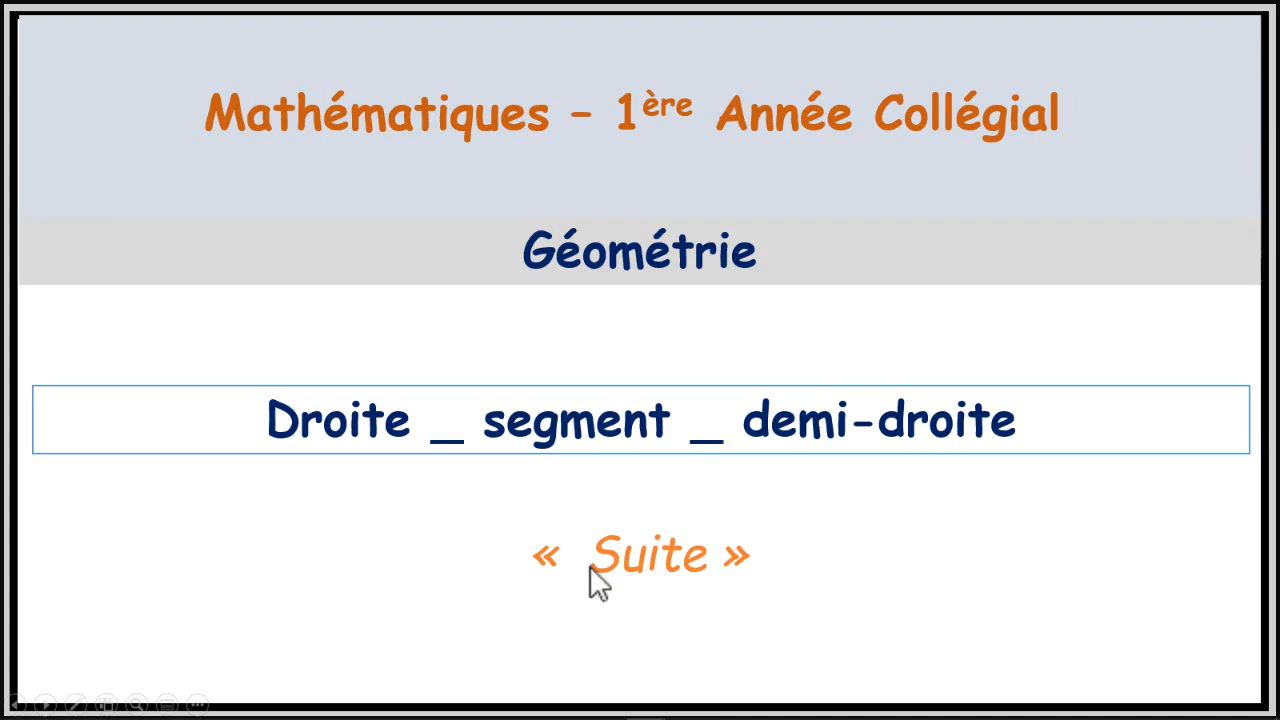 Mathématiques – 1ère Année Collégial
Géométrie
Droite _ segment _ demi-droite
« Suite »